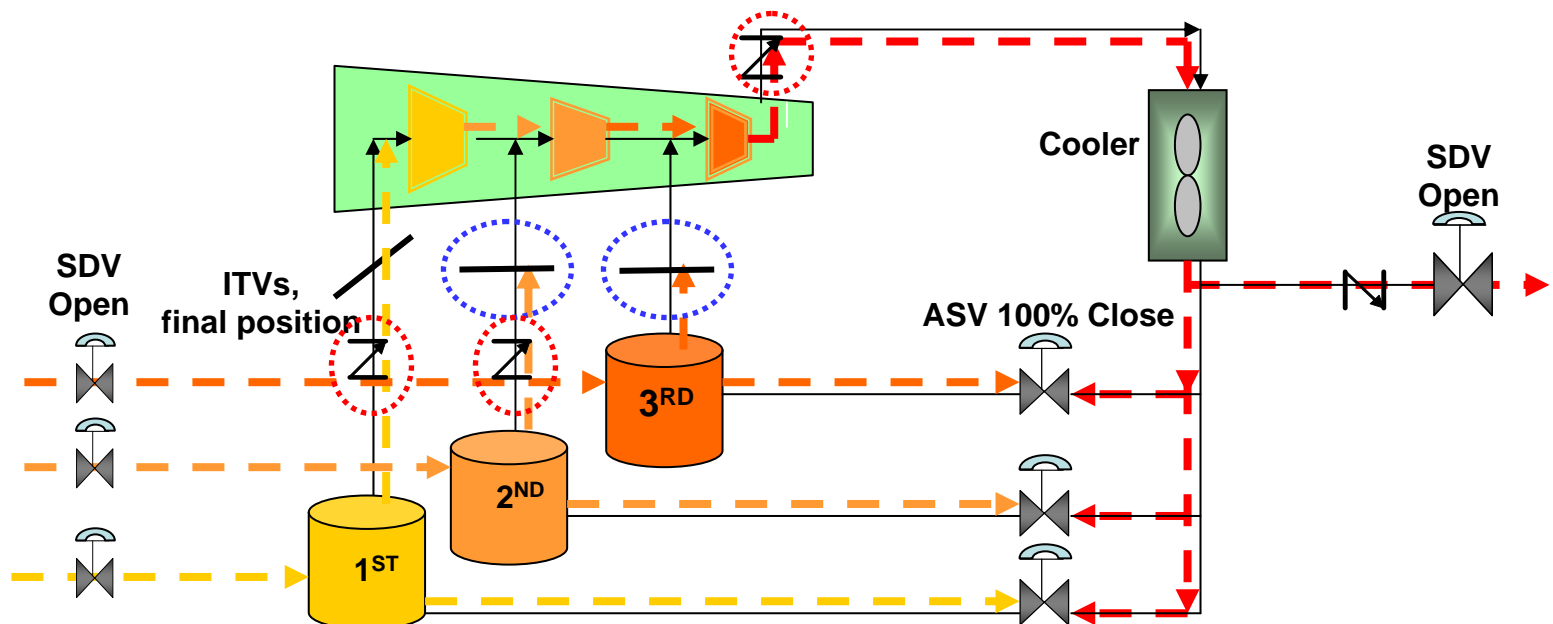 Cooler
SDV
Open
SDV
Open
ITVs,
final position
ASV 100% Close
3RD
2ND
1ST